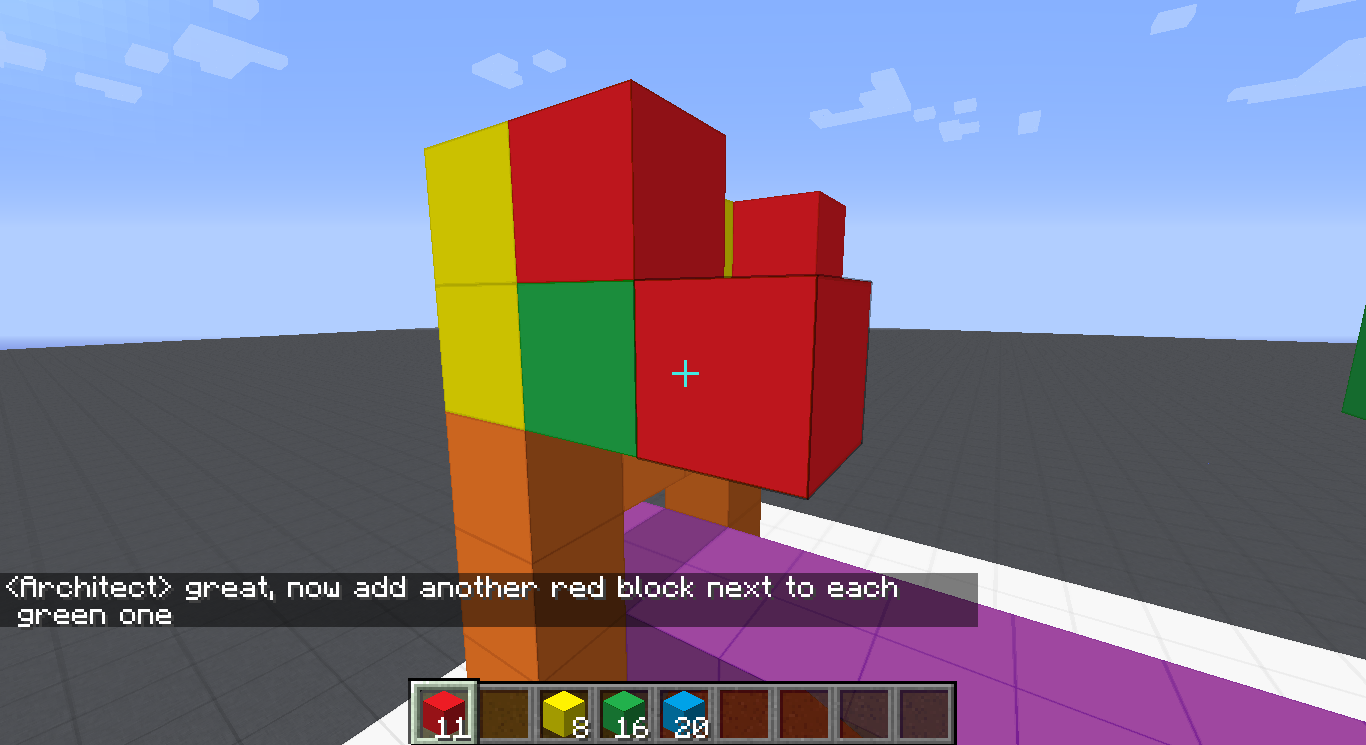 <Architect> great, now add another red block next to each
green one
11 8 16 20